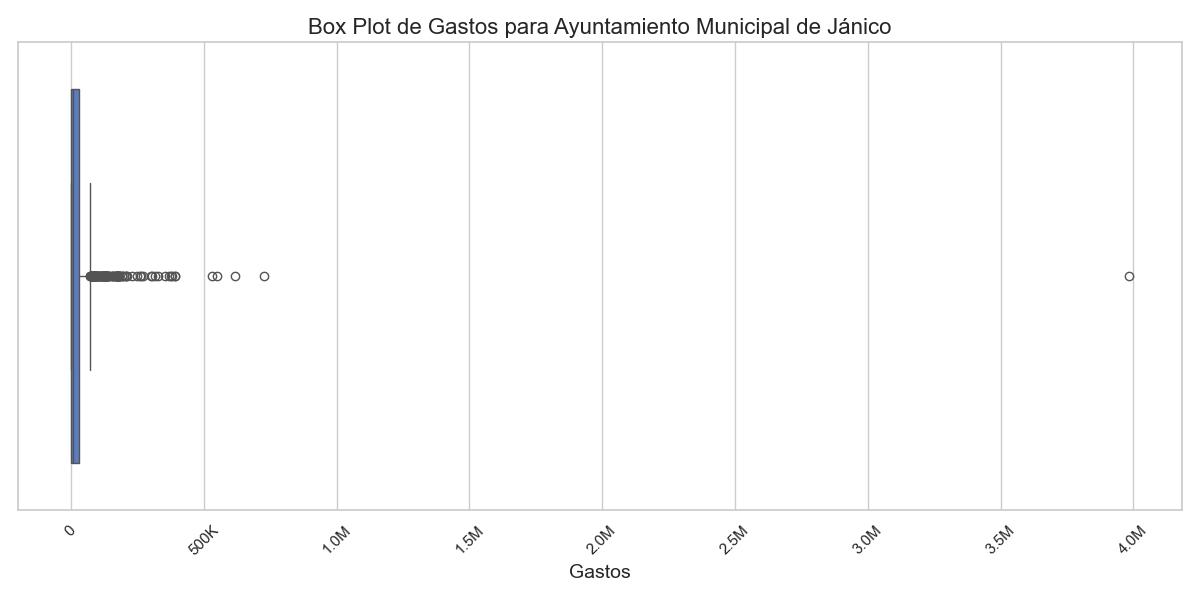 Box Plot de Gastos para Ayuntamiento Municipal de Jánico
0
500K
1.0M
1.5M
2.0M
2.5M
3.0M
3.5M
4.0M
Gastos